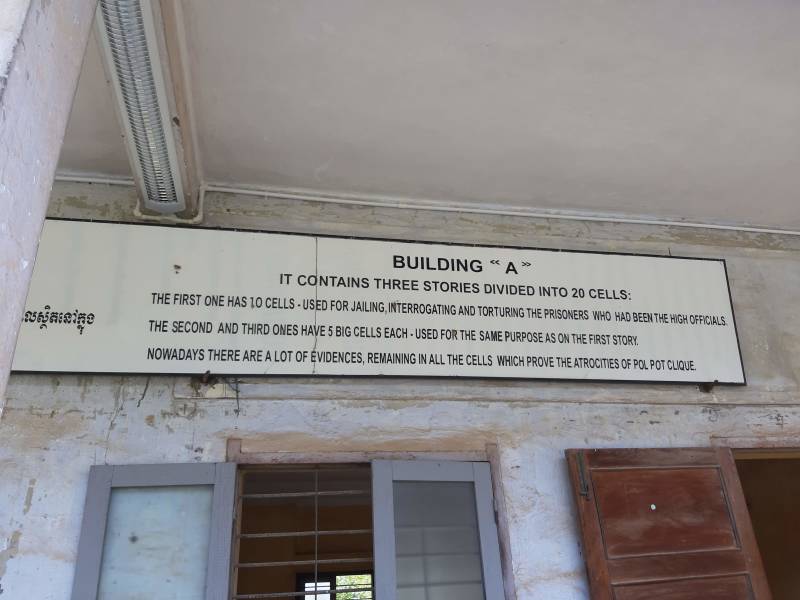 BUILDING << A >>
IT CONTAINS THREE STORIES DIVIDED INTO 20 CELLS:
THE FIRST ONE HAS 10 CELLS - USED FOR JAILING, INTERROGATING AND TORTURING THE PRISONERS WHO HAD BEEN THE HIGH OFFICIALS.
THE SECOND AND THIRD ONES HAVE 5 BIG CELLS EACH - USED FOR THE SAME PURPOSE AS ON THE FIRST STORY.
NOWADAYS THERE ARE A LOT OF EVIDENCES, REMAINING IN ALL THE CELLS WHICH PROVE THE ATROCITIES OF POL POT CLIQUE.